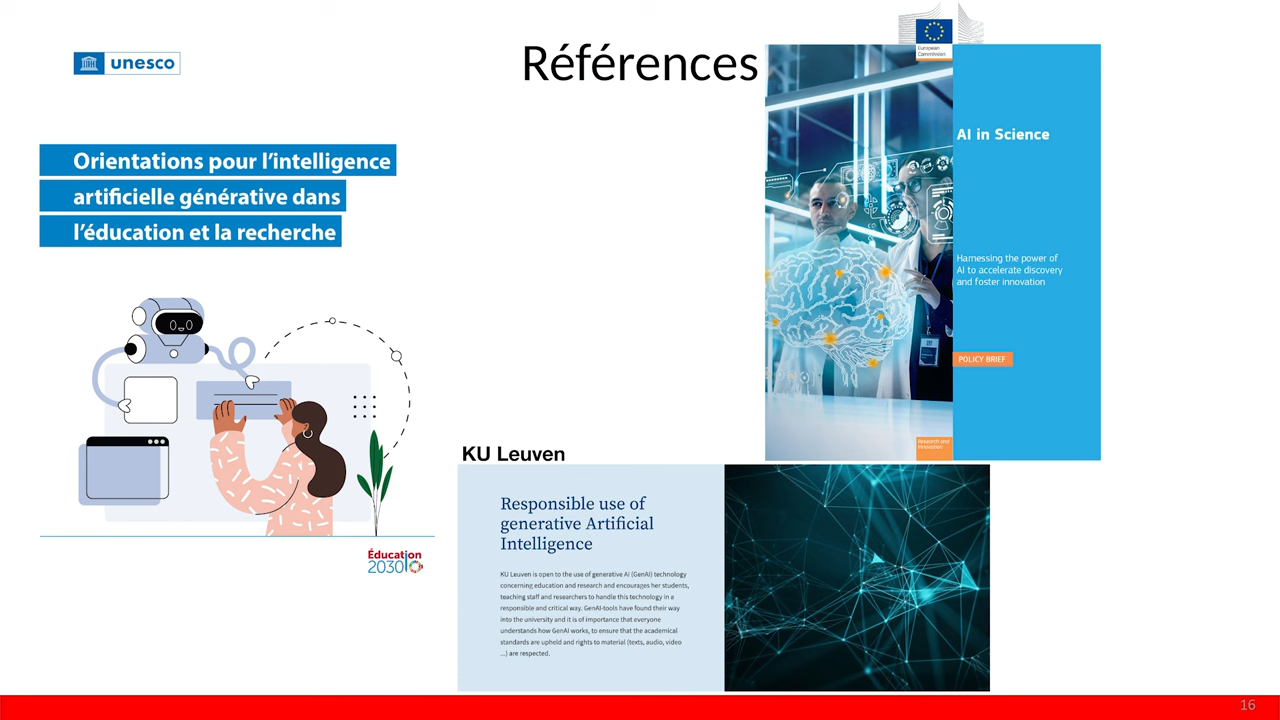 unesco
Références
Orientations pour l'intelligence
artificielle générative dans
l'éducation et la recherche
Éducation
2030
European
Commission
AI in Science
Harnessing the power of
AI to accelerate discovery
and foster innovation
POLICY BRIEF
Research and
Innovation
KU Leuven
Responsible use of
generative Artificial
Intelligence
KU Leuven is open to the use of generative AI (GenAI) technology
concerning education and research and encourages her students,
teaching staff and researchers to handle this technology in a
responsible and critical way. GenAI-tools have found their way
into the university and it is of importance that everyone
understands how GenAI works, to ensure that the academical
standards are upheld and rights to material (texts, audio, video
...) are respected.
16